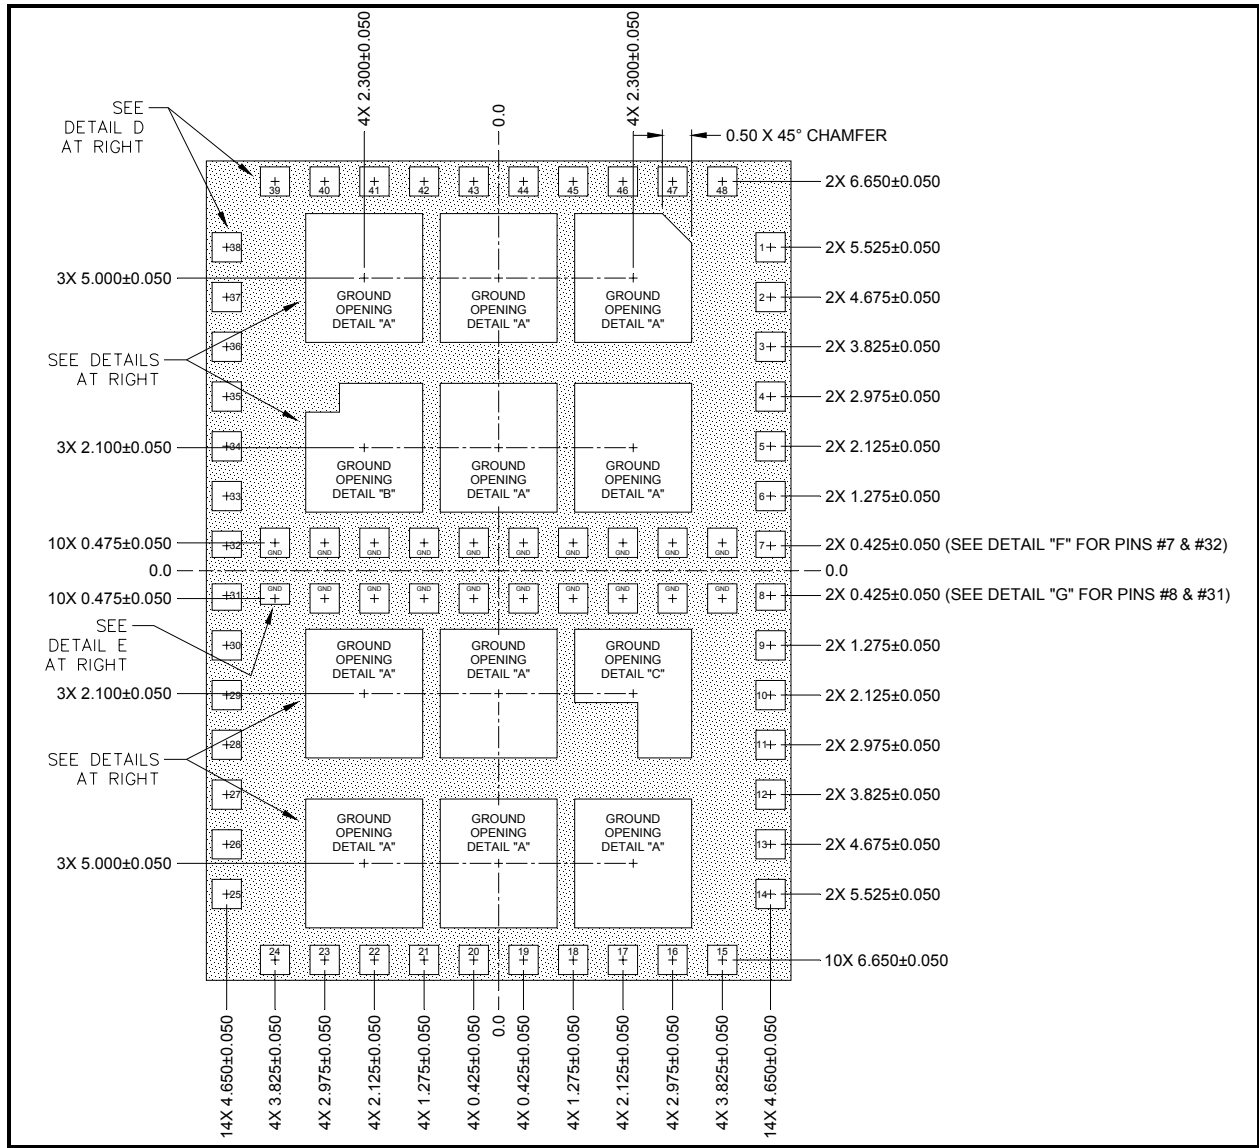 4X 2.300±0.050
0.0
4X 2.300±0.050
SEE
DETAIL D
AT RIGHT
0.50 X 45° CHAMFER
39 40 41 42 43 44 45 46 47 48
2X 6.650±0.050
38
1
2X 5.525±0.050
3X 5.000±0.050
37
GROUND
OPENING
DETAIL "A"
GROUND
OPENING
DETAIL "A"
GROUND
OPENING
DETAIL "A"
2
2X 4.675±0.050
36
3
2X 3.825±0.050
SEE DETAILS
AT RIGHT
35
4
2X 2.975±0.050
3X 2.100±0.050
34
5
2X 2.125±0.050
GROUND
OPENING
DETAIL "B"
GROUND
OPENING
DETAIL "A"
GROUND
OPENING
DETAIL "A"
33
6
2X 1.275±0.050
10X 0.475±0.050
32
GND GND GND GND GND GND GND GND GND GND
7
2X 0.425±0.050 (SEE DETAIL "F" FOR PINS #7 & #32)
0.0
0.0
10X 0.475±0.050
31
GND GND GND GND GND GND GND GND GND GND
8
2X 0.425±0.050 (SEE DETAIL "G" FOR PINS #8 & #31)
SEE
DETAIL E
AT RIGHT
30
GROUND
OPENING
DETAIL "A"
GROUND
OPENING
DETAIL "A"
GROUND
OPENING
DETAIL "C"
9
2X 1.275±0.050
3X 2.100±0.050
29
10
2X 2.125±0.050
28
11
2X 2.975±0.050
SEE DETAILS
AT RIGHT
27
12
2X 3.825±0.050
GROUND
OPENING
DETAIL "A"
GROUND
OPENING
DETAIL "A"
GROUND
OPENING
DETAIL "A"
26
13
2X 4.675±0.050
3X 5.000±0.050
25
14
2X 5.525±0.050
24 23 22 21 20 19 18 17 16 15
10X 6.650±0.050
14X 4.650±0.050
4X 3.825±0.050
4X 2.975±0.050
4X 2.125±0.050
4X 1.275±0.050
4X 0.425±0.050
0.0
4X 0.425±0.050
4X 1.275±0.050
4X 2.125±0.050
4X 2.975±0.050
4X 3.825±0.050
14X 4.650±0.050